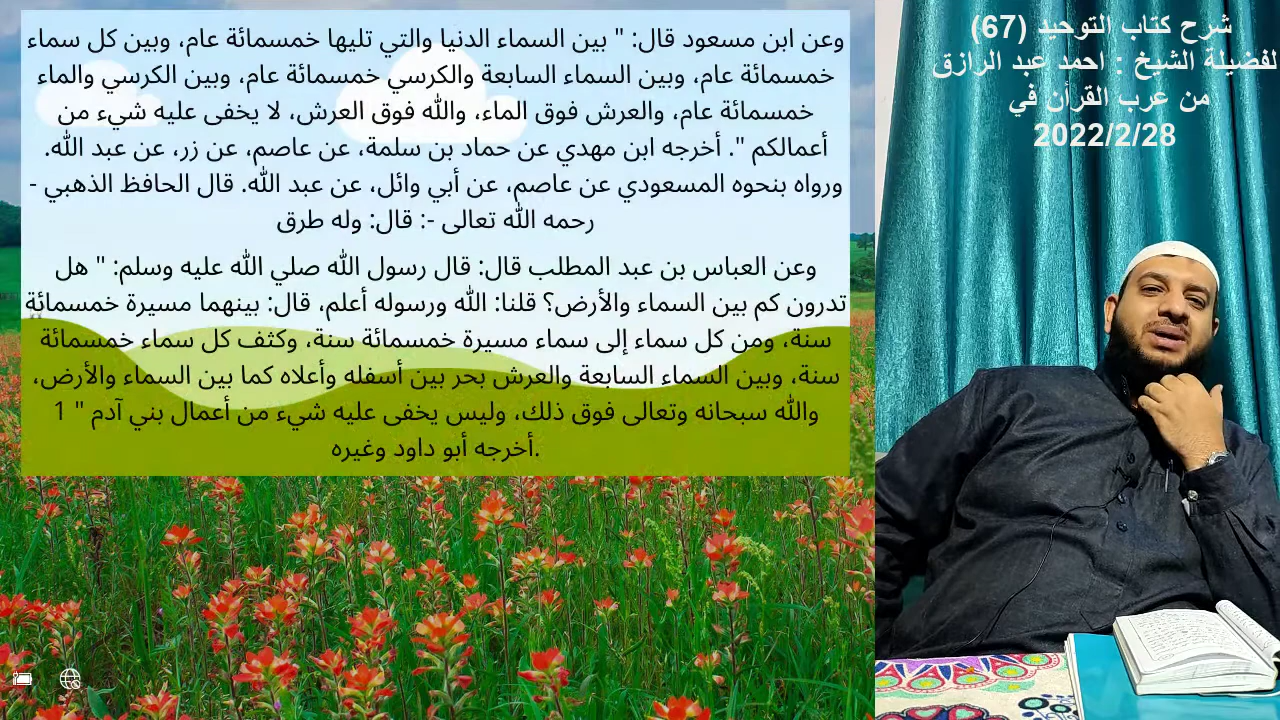 شرح كتاب التوحيد (67)
لفضيلة الشيخ : احمد عبد الرازق
من عرب القرآن في
2022/2/28
وعن ابن مسعود قال: " بين السماء الدنيا والتي تليها خمسمائة عام، وبين كل سماء
خمسمائة عام، وبين السماء السابعة والكرسي خمسمائة عام، وبين الكرسي والماء
خمسمائة عام، والعرش فوق الماء، والله فوق العرش، لا يخفى عليه شيء من
أعمالكم ". أخرجه ابن مهدي عن حماد بن سلمة، عن عاصم، عن زر، عن عبد الله.
ورواه بنحوه المسعودي عن عاصم، عن أبي وائل، عن عبد الله. قال الحافظ الذهبي -
رحمه الله تعالى -: قال: وله طرق
وعن العباس بن عبد المطلب قال: قال رسول الله صلي الله عليه وسلم: " هل
تدرون كم بين السماء والأرض؟ قلنا: الله ورسوله أعلم، قال: بينهما مسيرة خمسمائة
سنة، ومن كل سماء إلى سماء مسيرة خمسمائة سنة، وكثف كل سماء خمسمائة
سنة، وبين السماء السابعة والعرش بحر بين أسفله وأعلاه كما بين السماء والأرض،
والله سبحانه وتعالى فوق ذلك، وليس يخفى عليه شيء من أعمال بني آدم " 1
أخرجه أبو داود وغيره.